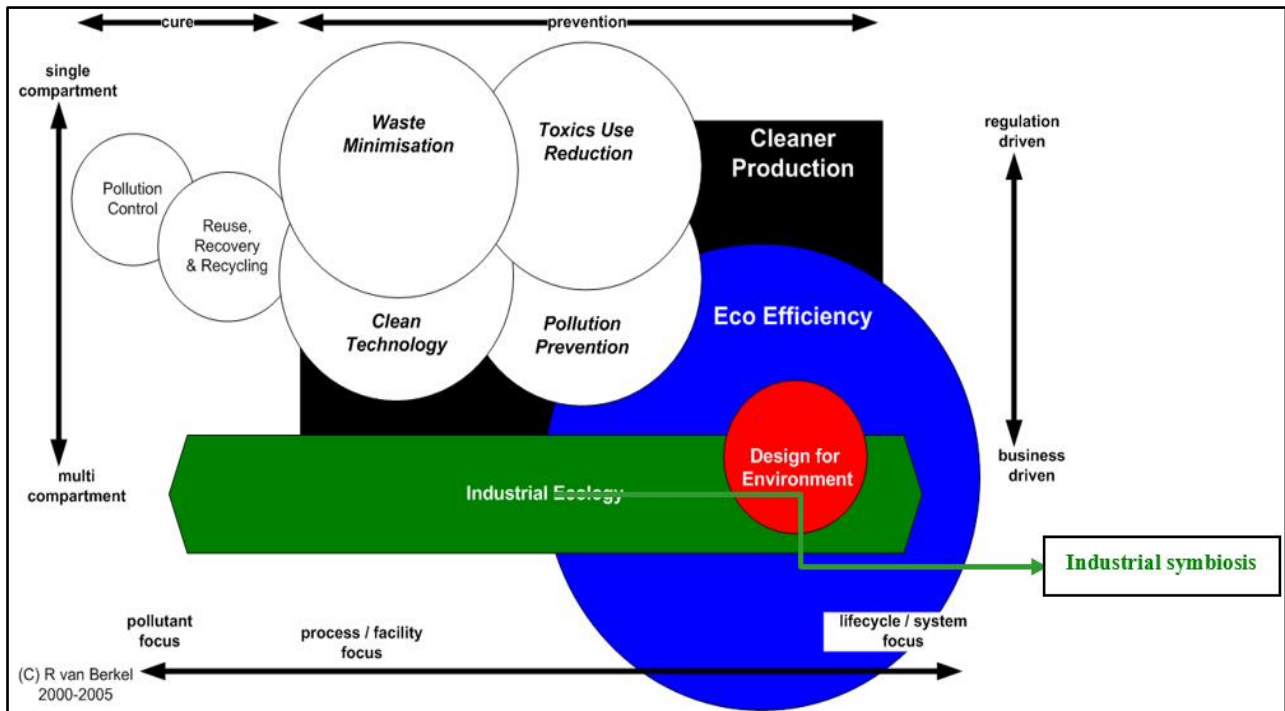 cure
prevention
single
compartment
Waste
Minimisation
Toxics Use
Reduction
Cleaner
Production
regulation
driven
Pollution
Control
Reuse,
Recovery
& Recycling
Clean
Technology
Pollution
Prevention
Eco Efficiency
multi
compartment
Industrial Ecology
Design for
Environment
business
driven
Industrial symbiosis
pollutant
focus
process / facility
focus
lifecycle / system
focus
(C) R van Berkel
2000-2005